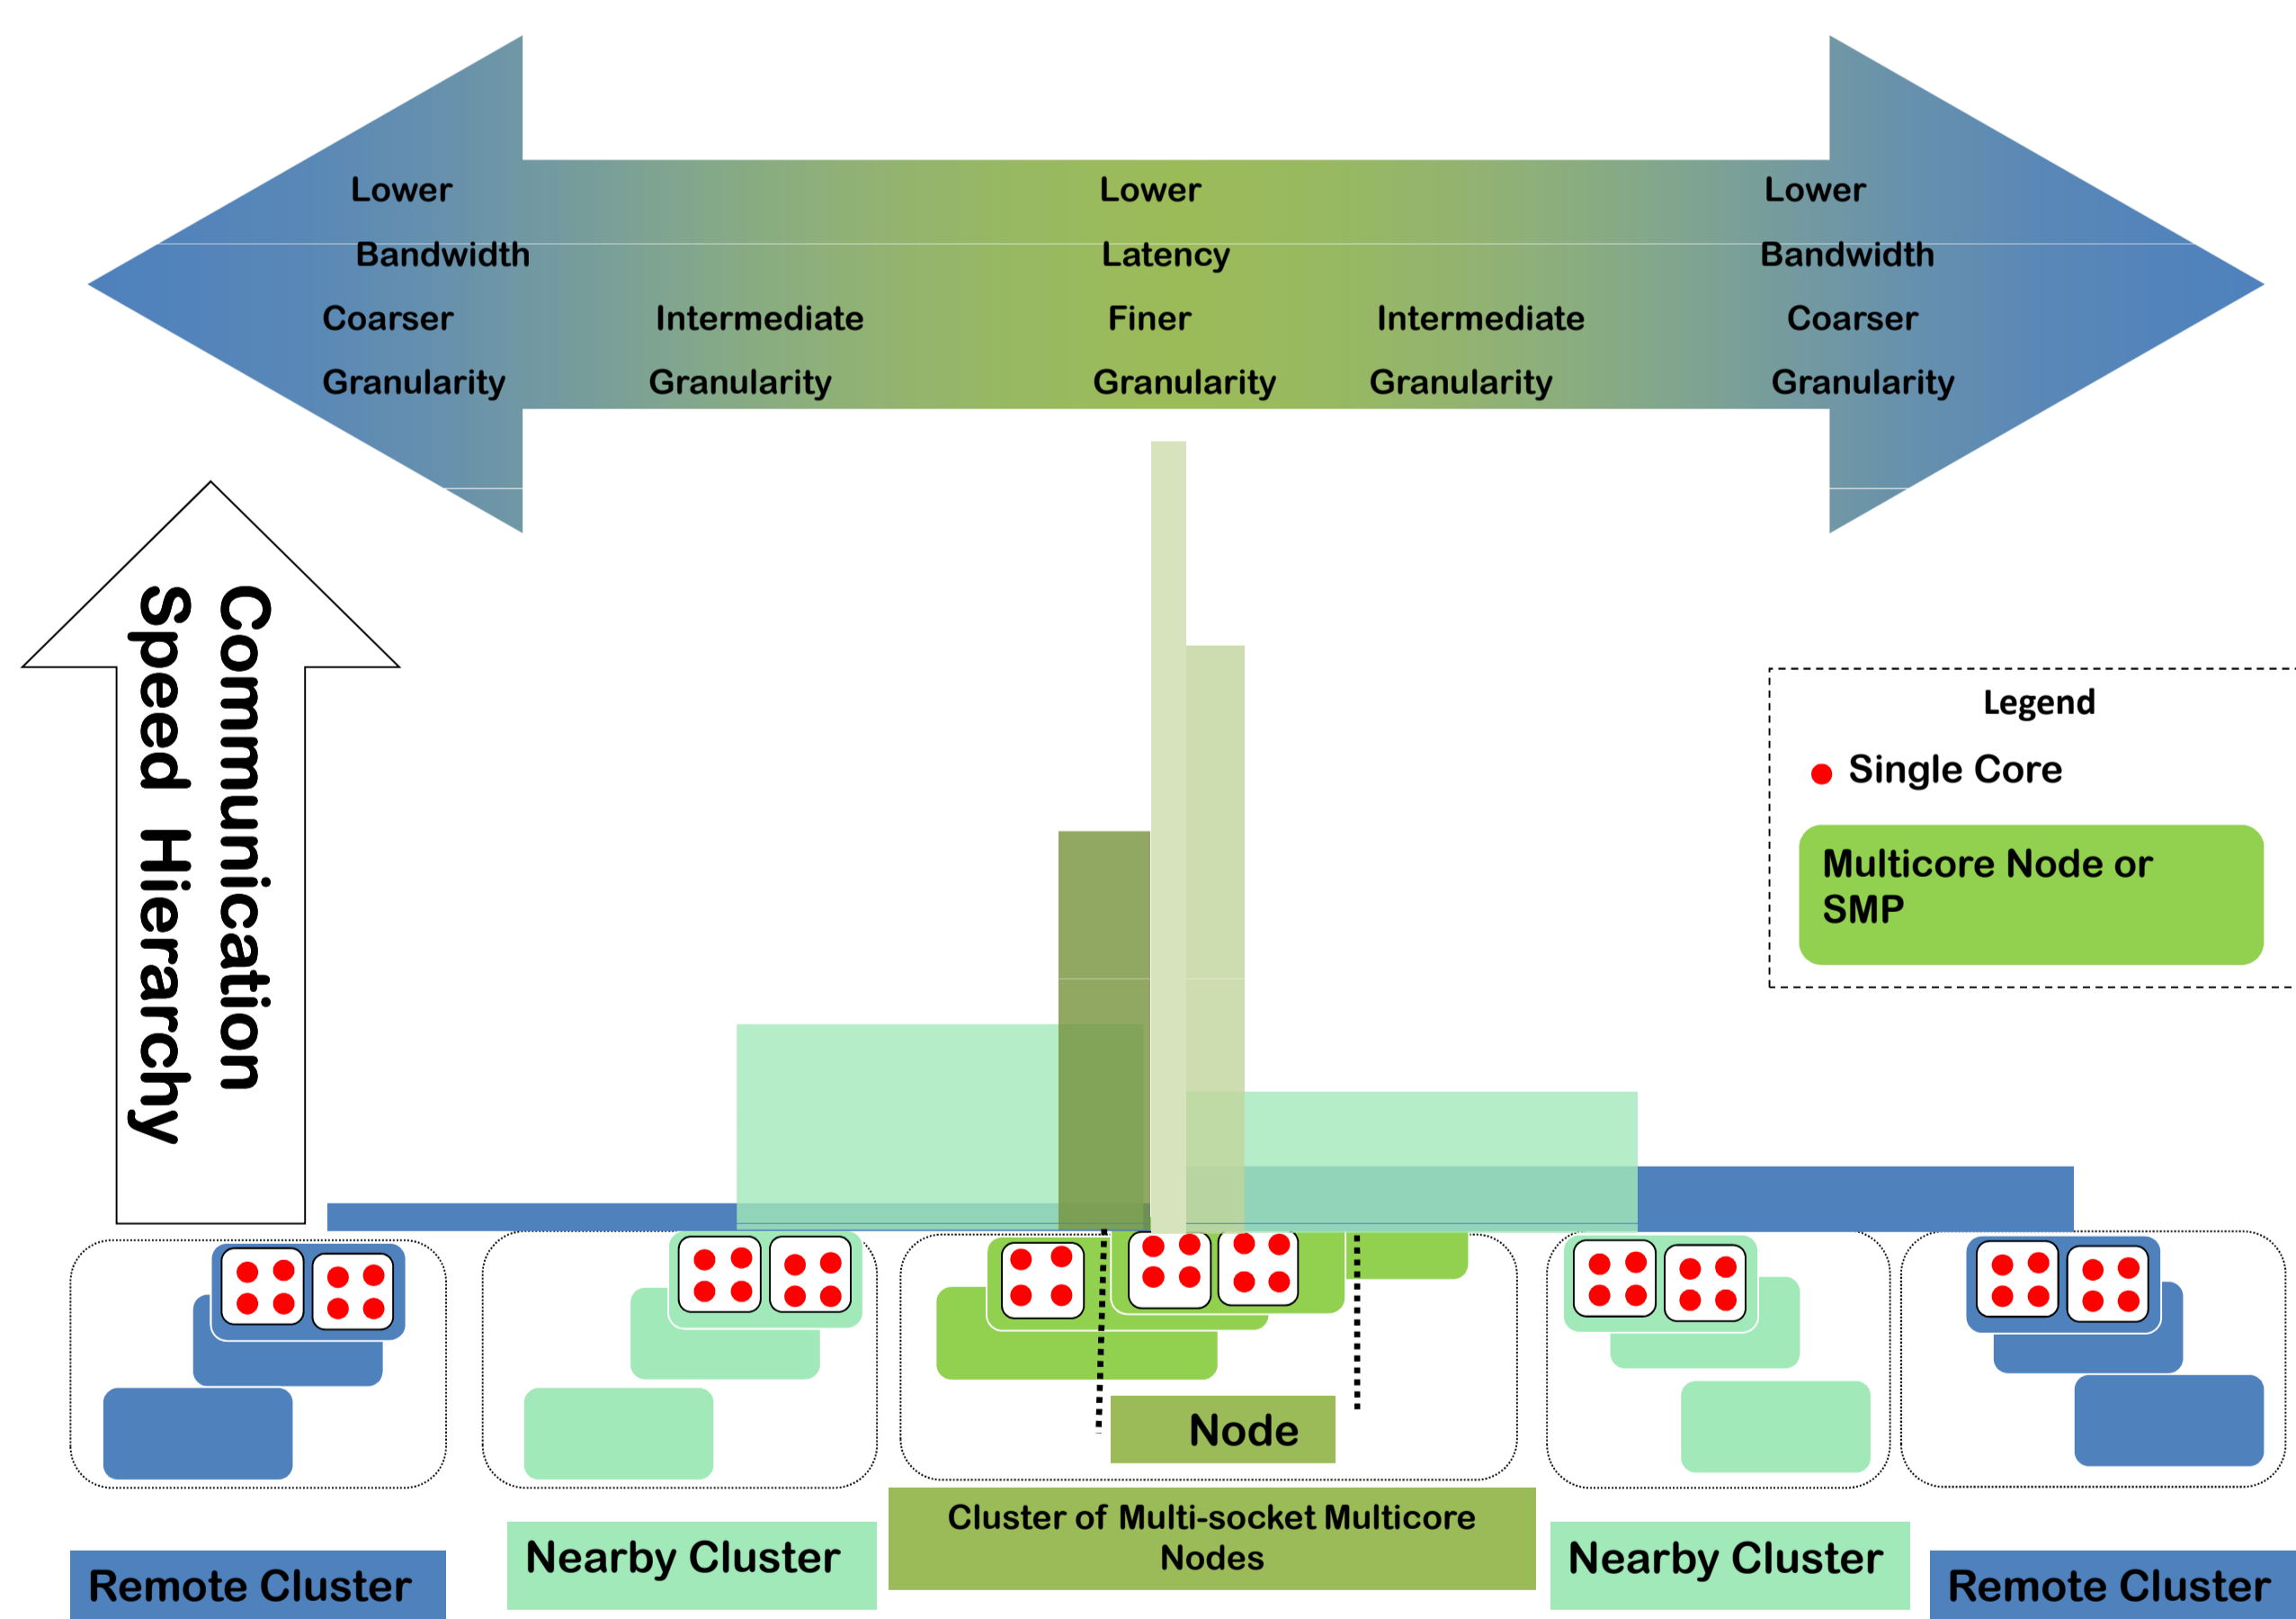 Lower
Bandwidth
Coarser
Granularity
Intermediate
Granularity
Lower
Latency
Finer
Granularity
Intermediate
Granularity
Lower
Bandwidth
Coarser
Granularity
Communication
Speed Hierarchy
Legend
Single Core
Multicore Node or
SMP
Node
Remote Cluster
Nearby Cluster
Cluster of Multi-socket Multicore
Nodes
Nearby Cluster
Remote Cluster